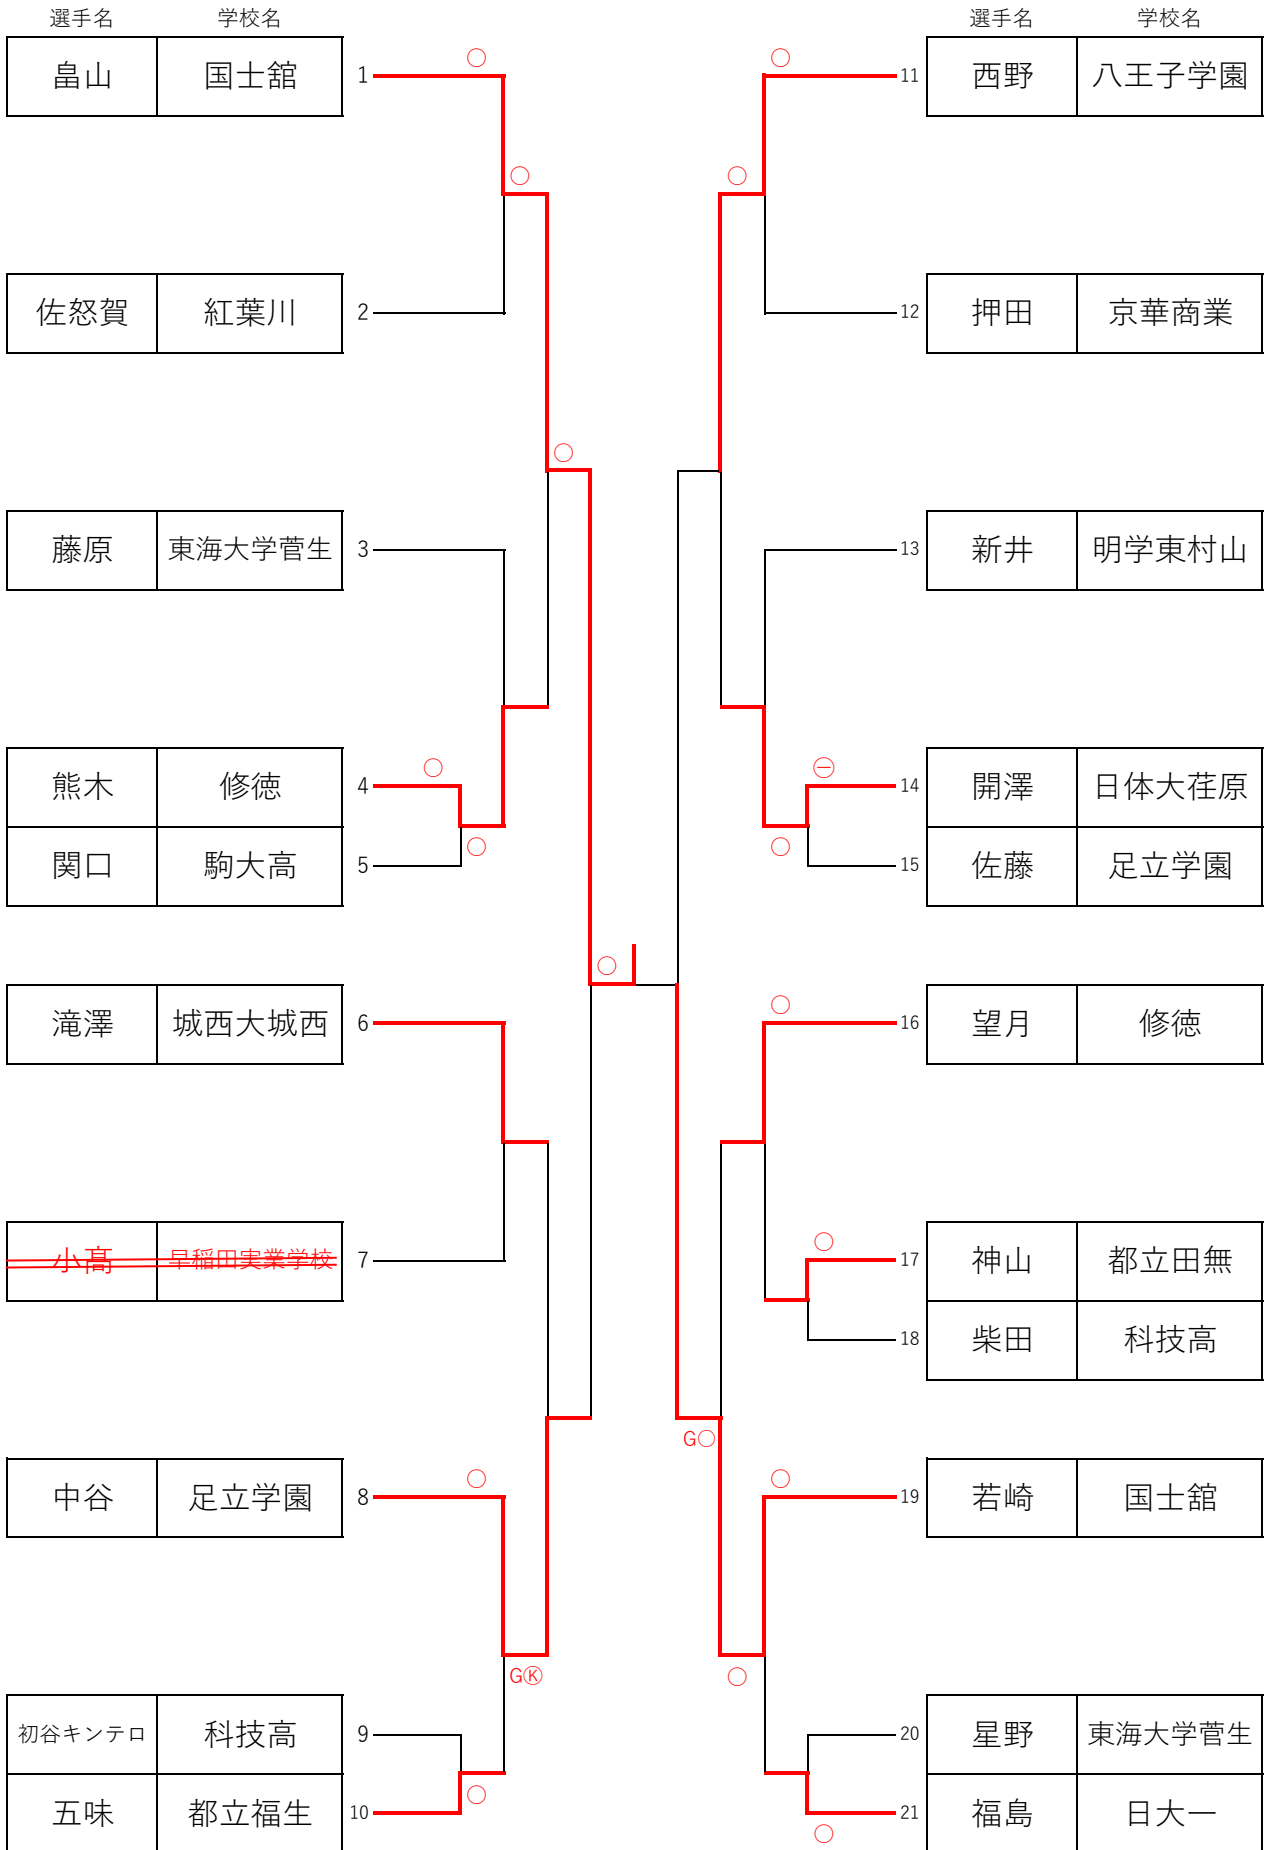 選手名 学校名
畠山 国士舘 1 ○
○
佐怒賀 紅葉川 2
○
藤原 東海大学菅生 3
熊木 修徳 4 ○
関口 駒大高 5 ○
○
滝澤 城西大城西 6
小髙 早稲田実業学校 7
中谷 足立学園 8 ○
GⓀ
初谷キンテロ 科技高 9
五味 都立福生 10 ○
選手名 学校名
○ 11 西野 八王子学園
○
12 押田 京華商業
13 新井 明学東村山
㊀ 14 開澤 日体大荏原
○ 15 佐藤 足立学園
○ 16 望月 修徳
○ 17 神山 都立田無
18 柴田 科技高
G○
○ 19 若崎 国士舘
○
20 星野 東海大学菅生
21 福島 日大一
○